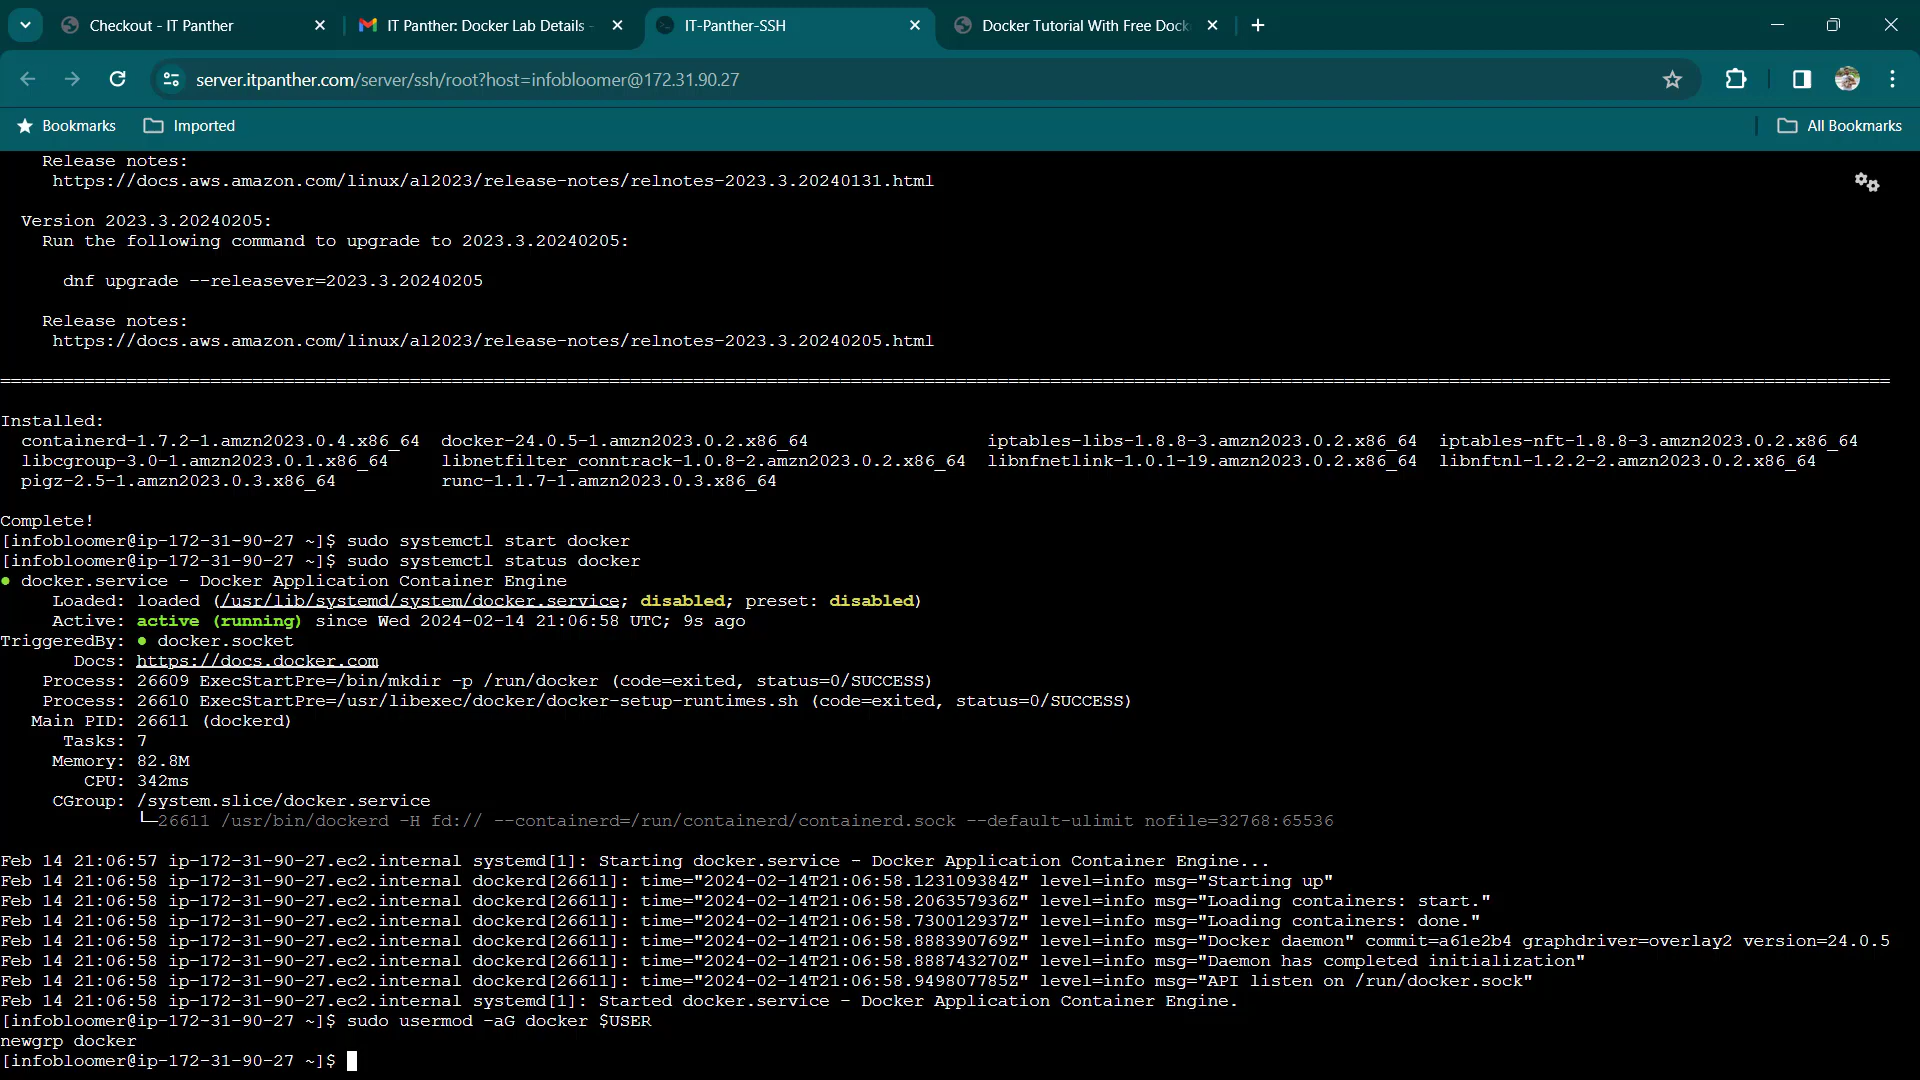 Checkout - IT Panther
IT Panther: Docker Lab Details -
IT-Panther-SSH
Docker Tutorial With Free Dock
server.itpanther.com/server/ssh/root?host=infobloomer@172.31.90.27
Bookmarks
Imported
All Bookmarks
Release notes:
https://docs.aws.amazon.com/linux/al2023/release-notes/relnotes-2023.3.20240131.html
Version 2023.3.20240205:
Run the following command to upgrade to 2023.3.20240205:
dnf upgrade --releasever=2023.3.20240205
Release notes:
https://docs.aws.amazon.com/linux/al2023/release-notes/relnotes-2023.3.20240205.html
====================================================================================================================================================================================
Installed:
containerd-1.7.2-1.amzn2023.0.4.x86_64 docker-24.0.5-1.amzn2023.0.2.x86_64 iptables-libs-1.8.8-3.amzn2023.0.2.x86_64 iptables-nft-1.8.8-3.amzn2023.0.2.x86_64
libcgroup-3.0-1.amzn2023.0.1.x86_64 libnetfilter_conntrack-1.0.8-2.amzn2023.0.2.x86_64 libnfnetlink-1.0.1-19.amzn2023.0.2.x86_64 libnftnl-1.2.2-2.amzn2023.0.2.x86_64
pigz-2.5-1.amzn2023.0.3.x86_64 runc-1.1.7-1.amzn2023.0.3.x86_64
Complete!
[infobloomer@ip-172-31-90-27 ~]$ sudo systemctl start docker
[infobloomer@ip-172-31-90-27 ~]$ sudo systemctl status docker
● docker.service - Docker Application Container Engine
Loaded: loaded (/usr/lib/systemd/system/docker.service; disabled; preset: disabled)
Active: active (running) since Wed 2024-02-14 21:06:58 UTC; 9s ago
TriggeredBy: ● docker.socket
Docs: https://docs.docker.com
Process: 26609 ExecStartPre=/bin/mkdir -p /run/docker (code=exited, status=0/SUCCESS)
Process: 26610 ExecStartPre=/usr/libexec/docker/docker-setup-runtimes.sh (code=exited, status=0/SUCCESS)
Main PID: 26611 (dockerd)
Tasks: 7
Memory: 82.8M
CPU: 342ms
CGroup: /system.slice/docker.service
└─26611 /usr/bin/dockerd -H fd:// --containerd=/run/containerd/containerd.sock --default-ulimit nofile=32768:65536
Feb 14 21:06:57 ip-172-31-90-27.ec2.internal systemd[1]: Starting docker.service - Docker Application Container Engine...
Feb 14 21:06:58 ip-172-31-90-27.ec2.internal dockerd[26611]: time="2024-02-14T21:06:58.123109384Z" level=info msg="Starting up"
Feb 14 21:06:58 ip-172-31-90-27.ec2.internal dockerd[26611]: time="2024-02-14T21:06:58.206357936Z" level=info msg="Loading containers: start."
Feb 14 21:06:58 ip-172-31-90-27.ec2.internal dockerd[26611]: time="2024-02-14T21:06:58.730012937Z" level=info msg="Loading containers: done."
Feb 14 21:06:58 ip-172-31-90-27.ec2.internal dockerd[26611]: time="2024-02-14T21:06:58.888390769Z" level=info msg="Docker daemon" commit=a61e2b4 graphdriver=overlay2 version=24.0.5
Feb 14 21:06:58 ip-172-31-90-27.ec2.internal dockerd[26611]: time="2024-02-14T21:06:58.888743270Z" level=info msg="Daemon has completed initialization"
Feb 14 21:06:58 ip-172-31-90-27.ec2.internal dockerd[26611]: time="2024-02-14T21:06:58.949807785Z" level=info msg="API listen on /run/docker.sock"
Feb 14 21:06:58 ip-172-31-90-27.ec2.internal systemd[1]: Started docker.service - Docker Application Container Engine.
[infobloomer@ip-172-31-90-27 ~]$ sudo usermod -aG docker $USER
newgrp docker
[infobloomer@ip-172-31-90-27 ~]$